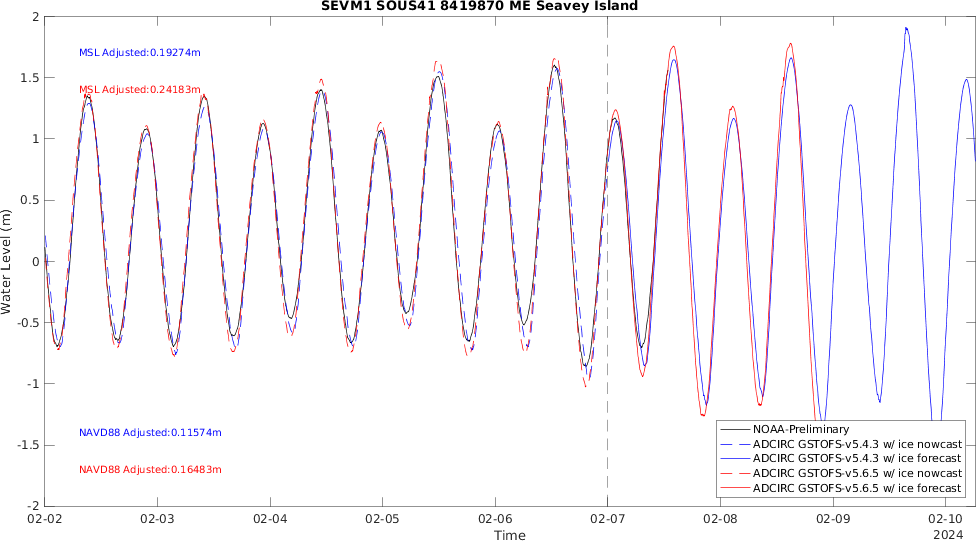 SEVM1 SOUS41 8419870 ME Seavey Island
2
1.5
1
0.5
0
-0.5
-1
-1.5
-2
Water Level (m)
MSL Adjusted:0.19274m
MSL Adjusted:0.24183m
NAVD88 Adjusted:0.11574m
NAVD88 Adjusted:0.16483m
NOAA-Preliminary
ADCIRC GSTOFS-v5.4.3 w/ ice nowcast
ADCIRC GSTOFS-v5.4.3 w/ ice forecast
ADCIRC GSTOFS-v5.6.5 w/ ice nowcast
ADCIRC GSTOFS-v5.6.5 w/ ice forecast
02-02 02-03 02-04 02-05 02-06 02-07 02-08 02-09 02-10
Time
2024